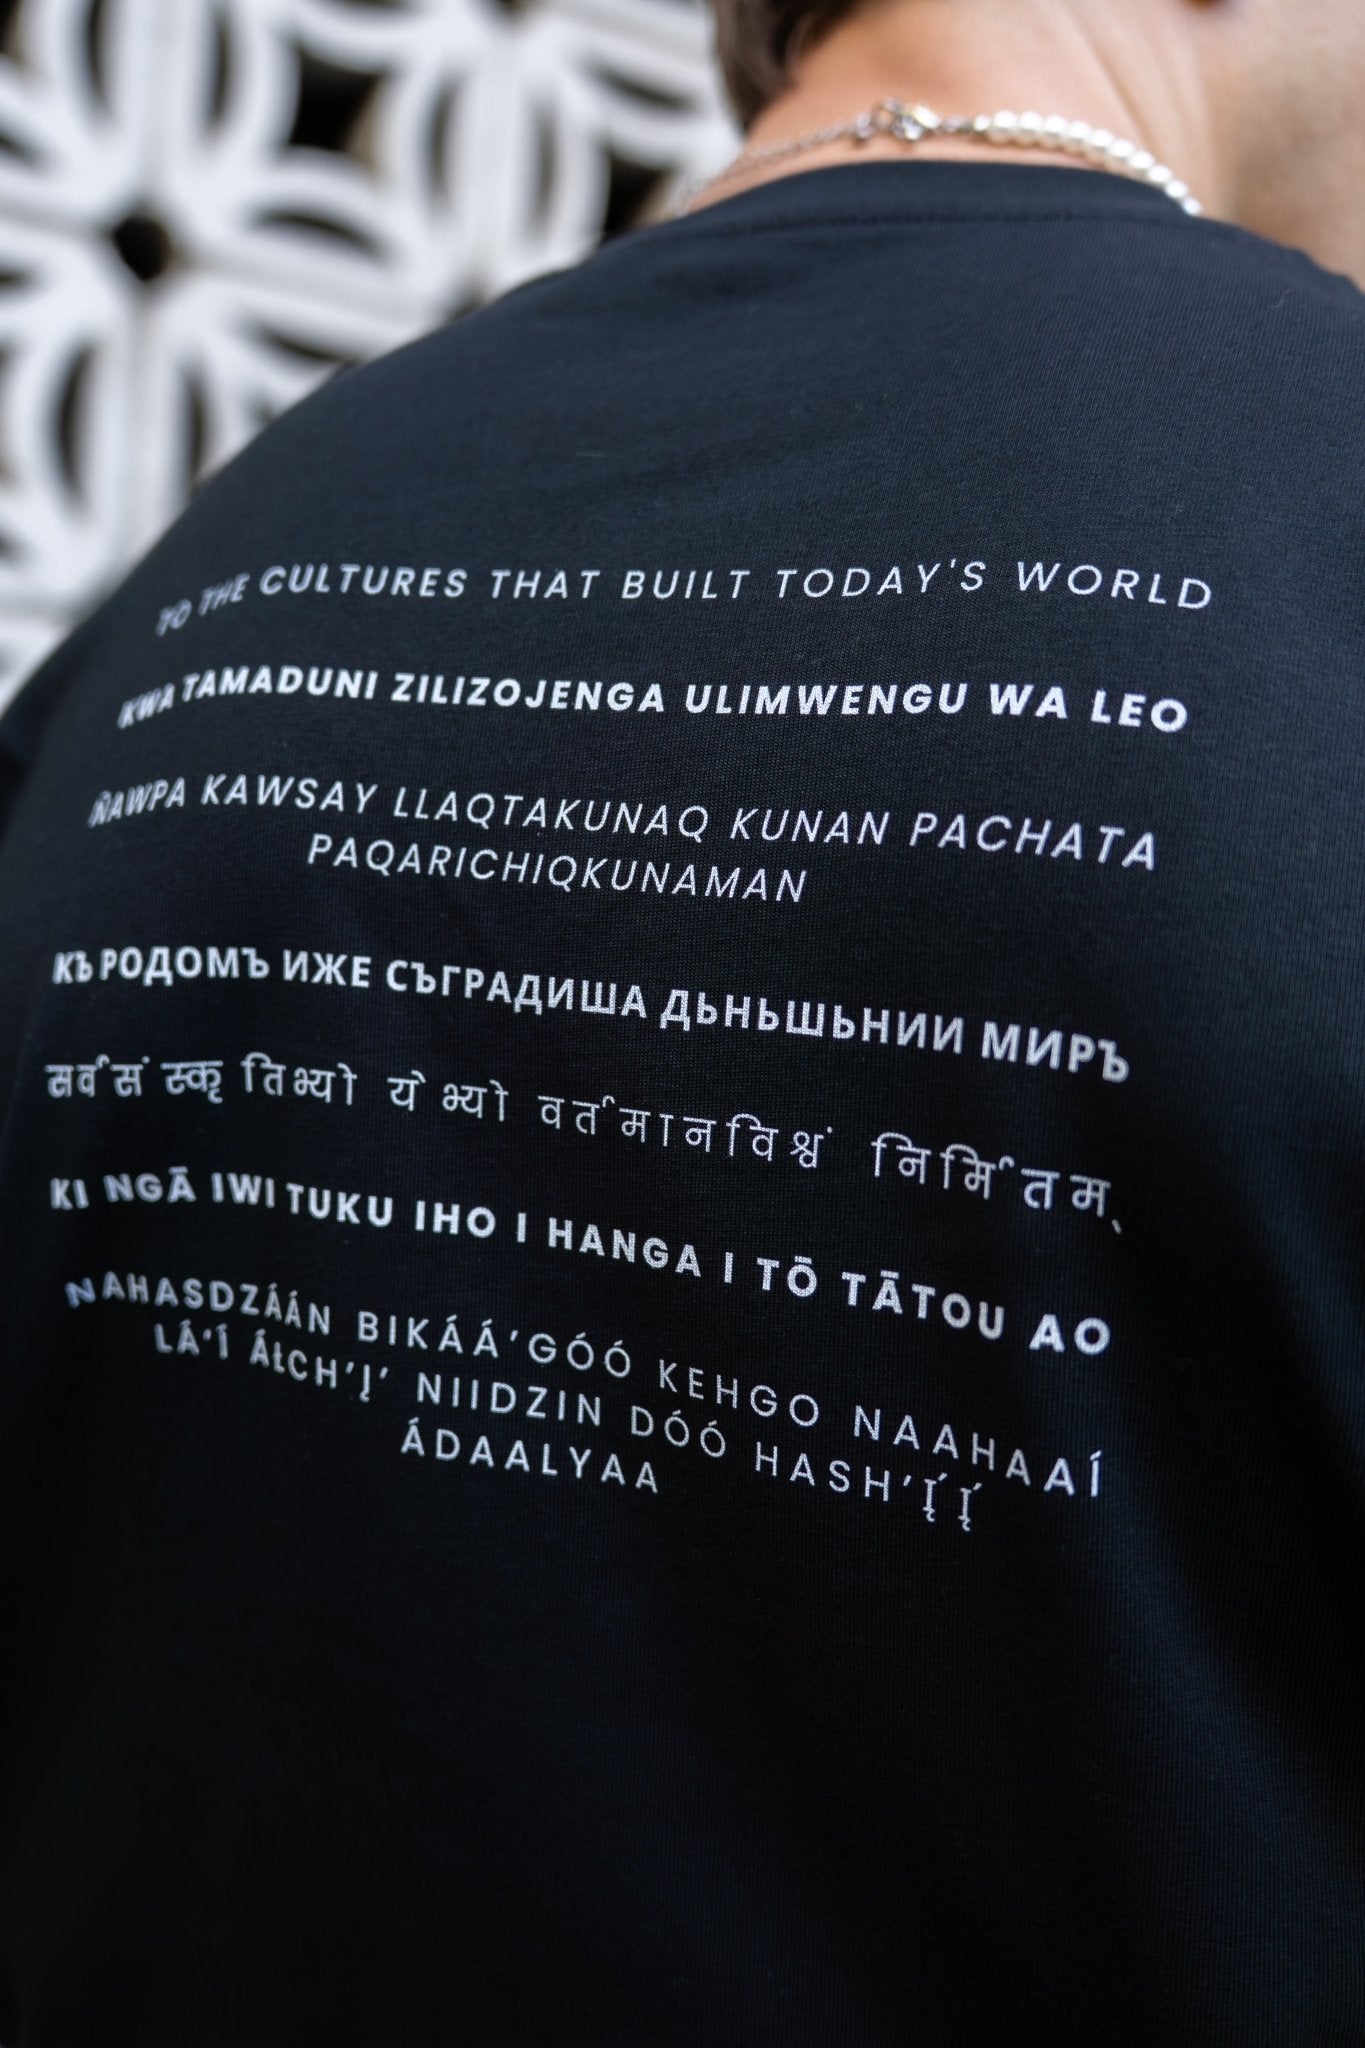 TO THE CULTURES THAT BUILT TODAY'S WORLD
KWA TAMADUNI ZILIZOJENGA ULIMWENGU WA LEO
ÑAWPA KAWSAY LLAQTAKUNAQ KUNAN PACHATA
PAQARICHIQKUNAMAN
КЪ РОДОМЪ ИЖЕ СЪГРАДИША ДЬНЬШЬНИИ МИРЪ
सर्वसंस्कृतिभ्यो येभ्यो वर्तमानविश्वं निर्मितम्
KI NGĀ IWI TUKU IHO I HANGA I TŌ TĀTOU AO
NAHASDZÁÁN BIKÁÁ'GÓÓ KEHGO NAAHAAÍ
LÁ'Í ÁŁCH'Į' NIIDZIN DÓÓ HASH'Į́Į́
ÁDAALYAA